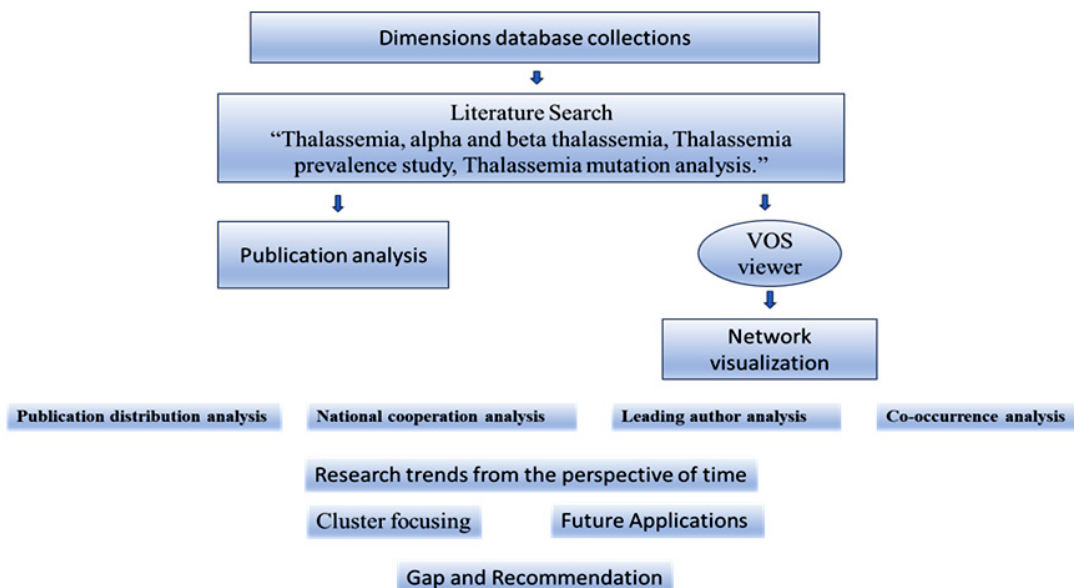 Dimensions database collections
Literature Search
“Thalassemia, alpha and beta thalassemia, Thalassemia
prevalence study, Thalassemia mutation analysis.”
Publication analysis
VOS
viewer
Network
visualization
Publication distribution analysis
National cooperation analysis
Leading author analysis
Co-occurrence analysis
Research trends from the perspective of time
Cluster focusing
Future Applications
Gap and Recommendation